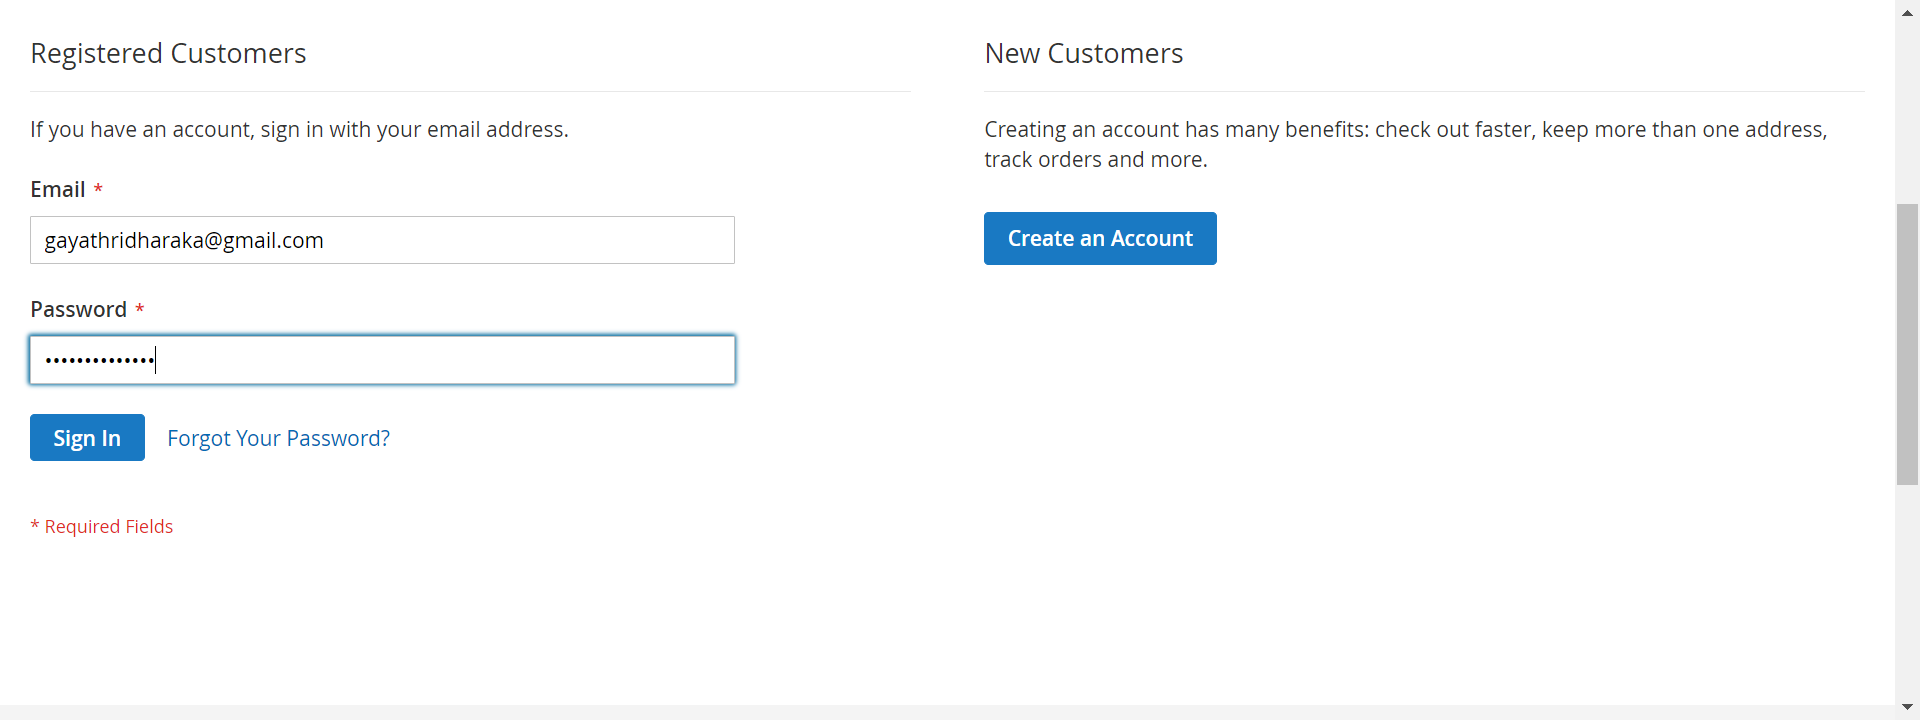 Registered Customers
If you have an account, sign in with your email address.
Email *
gayathridharaka@gmail.com
Password *
••••••••••••••
Sign In
Forgot Your Password?
* Required Fields
New Customers
Creating an account has many benefits: check out faster, keep more than one address,
track orders and more.
Create an Account